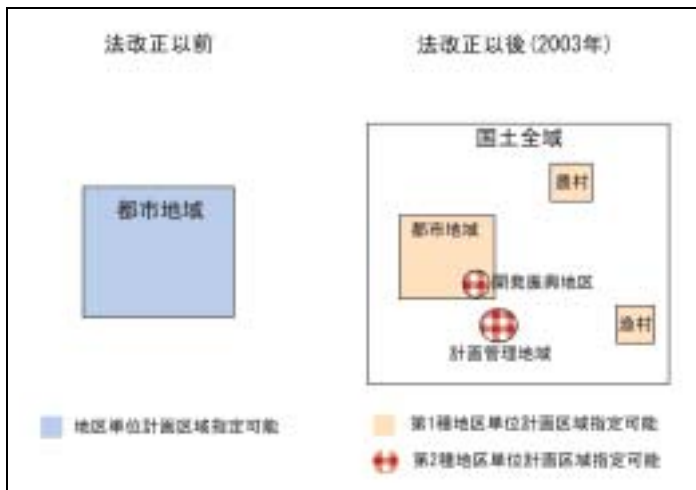 法改正以前
都市地域
地区単位計画区域指定可能
法改正以後(2003年)
国土全域
農村
都市地域
開発振興地区
漁村
計画管理地域
第1種地区単位計画区域指定可能
第2種地区単位計画区域指定可能